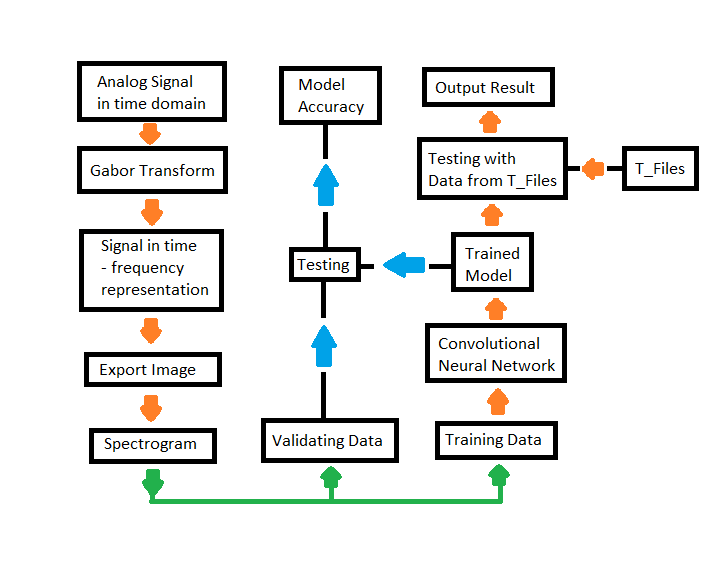 Analog Signal
in time domain
Gabor Transform
Signal in time
- frequency
representation
Export Image
Spectrogram
Model
Accuracy
Testing
Validating Data
Output Result
Testing with
Data from T_Files
T_Files
Trained
Model
Convolutional
Neural Network
Training Data